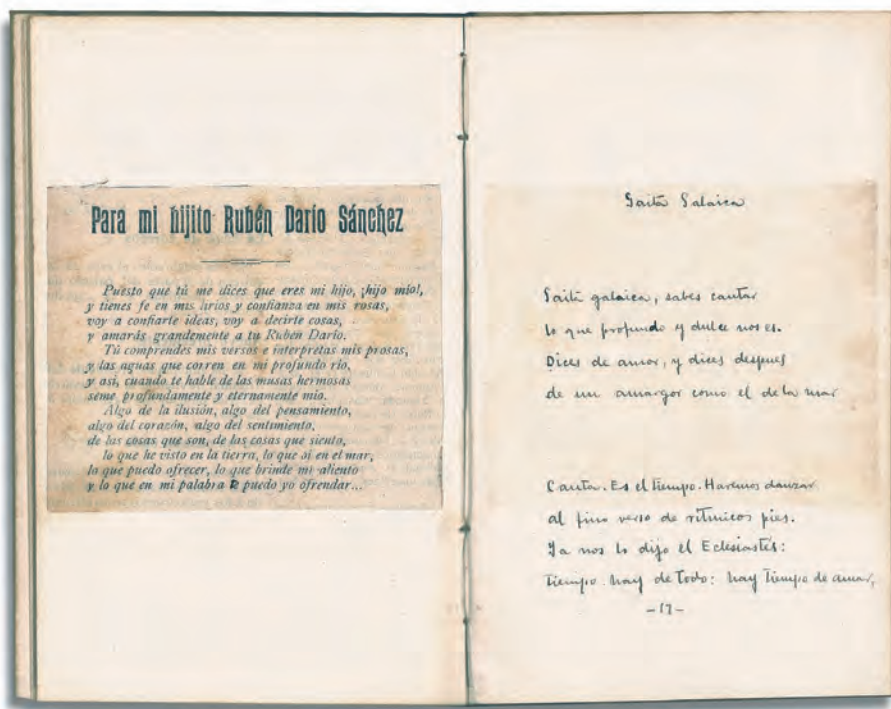 Para mi hijito Rubén Darío Sánchez
Puesto que tú me dices que eres mi hijo, ¡hijo mío!,
y tienes fe en mis lirios y confianza en mis rosas,
voy a confiarte ideas, voy a decirte cosas,
y amarás grandemente a tu Rubén Darío.
Tú comprendes mis versos e interpretas mis prosas,
y las aguas que corren en mi profundo río,
y así, cuando te hable de las musas hermosas
seme profundamente y eternamente mío.
Algo de la ilusión, algo del pensamiento,
algo del corazón, algo del sentimiento,
de las cosas que son, de las cosas que siento,
lo que he visto en la tierra, lo que oí en el mar,
lo que puedo ofrecer, lo que brinde mi aliento
y lo que en mi palabra puedo yo ofrendar...
Gaita Galaica
Gaita galaica, sabes cantar
lo que profundo y dulce nos es.
Dices de amor, y dices despues
de un amargor como el de la mar
Canta. Es el tiempo. Haremos danzar
al fino verso de rítmicos pies.
Ya nos lo dijo el Eclesiastés:
Tiempo hay de Todo: hay Tiempo de amar,
-17-